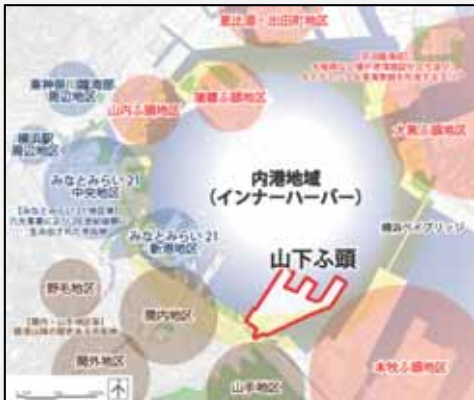 恵比須・出田町地区
東神奈川臨海部
周辺地区
山内ふ頭地区
瑞穂ふ頭地区
大黒ふ頭地区
横浜駅
周辺地区
みなとみらい21
中央地区
内港地域
（インナーハーバー）
横浜ベイブリッジ
みなとみらい21
新港地区
山下ふ頭
野毛地区
関内地区
関外地区
山手地区
本牧ふ頭地区